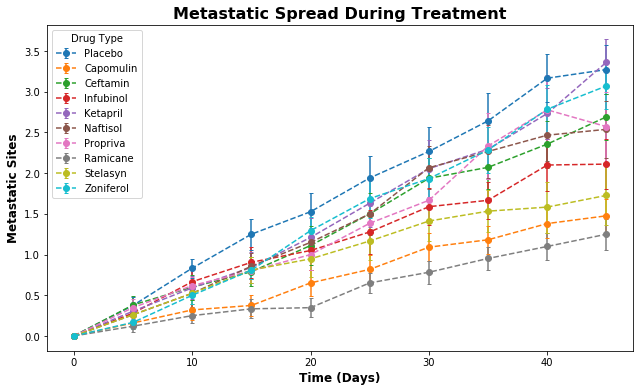 Metastatic Spread During Treatment
Metastatic Sites
3.5
3.0
2.5
2.0
1.5
1.0
0.5
0.0
Drug Type
Placebo
Capomulin
Ceftamin
Infubinol
Ketapril
Naftisol
Propriva
Ramicane
Stelasyn
Zoniferol
0 10 20 30 40
Time (Days)